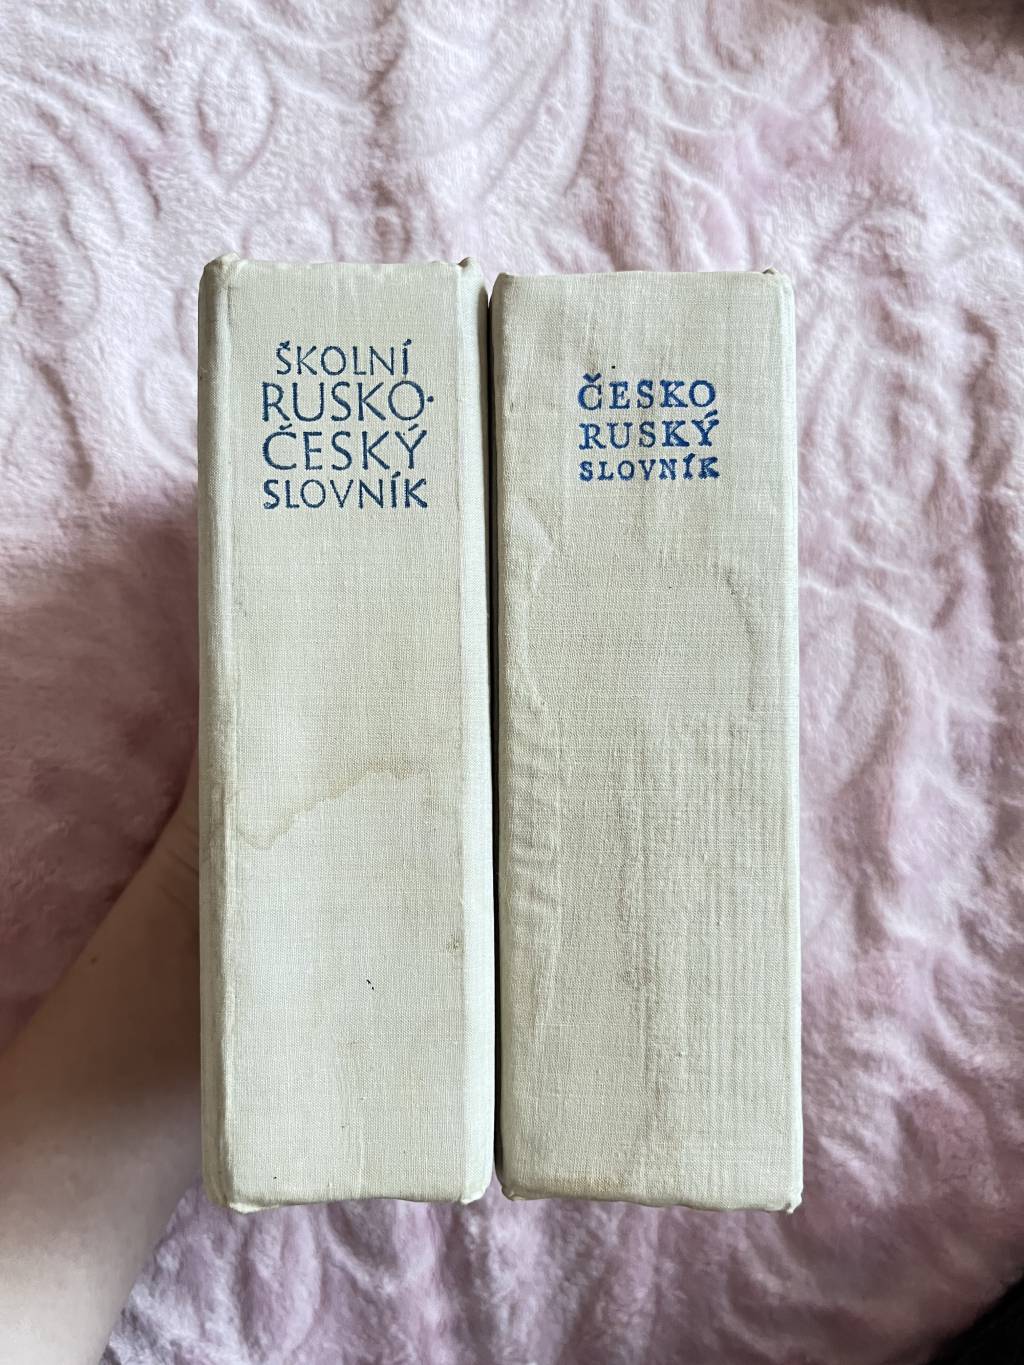 ŠKOLNÍ
RUSKO-
ČESKÝ
SLOVNÍK
ČESKO
RUSKÝ
SLOVNÍK